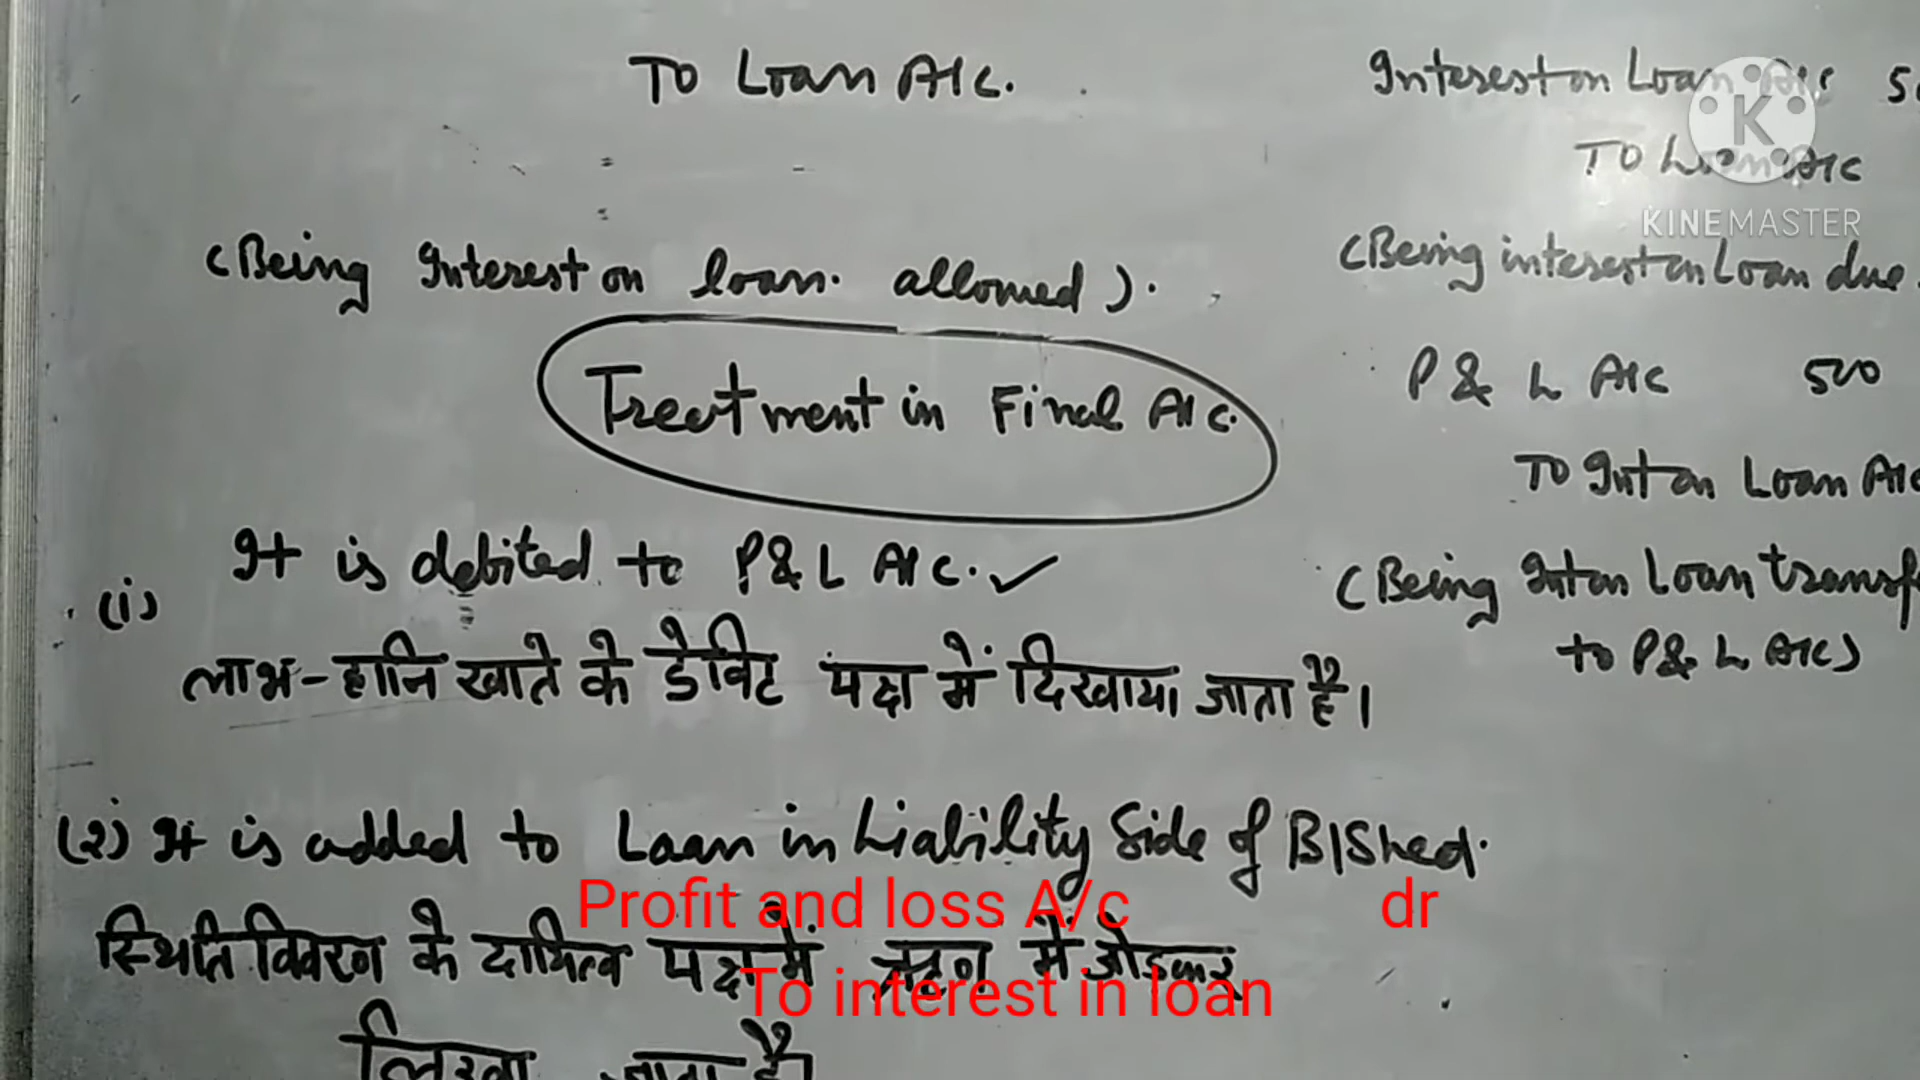 To Loan A/c.
(Being Interest on loan. allowed).
Treatment in Final A/c.
(i) It is debited to P&L A/c. ✓
लाभ-हानि खाते के डेविट पक्ष में दिखाया जाता है।
(2) It is added to Loan in Liability Side of B/Sheet.
स्थिति विवरण के दायित्व पक्ष में ऋण में जोडकर
लिखा जाता है।
Interest on Loan A/c
To Loan A/c
(Being interest on Loan due
P & L A/c 500
To Int on Loan A/c
(Being Int on Loan transf
to P& L A/c)
KINEMASTER
Profit and loss A/c dr
To interest in loan